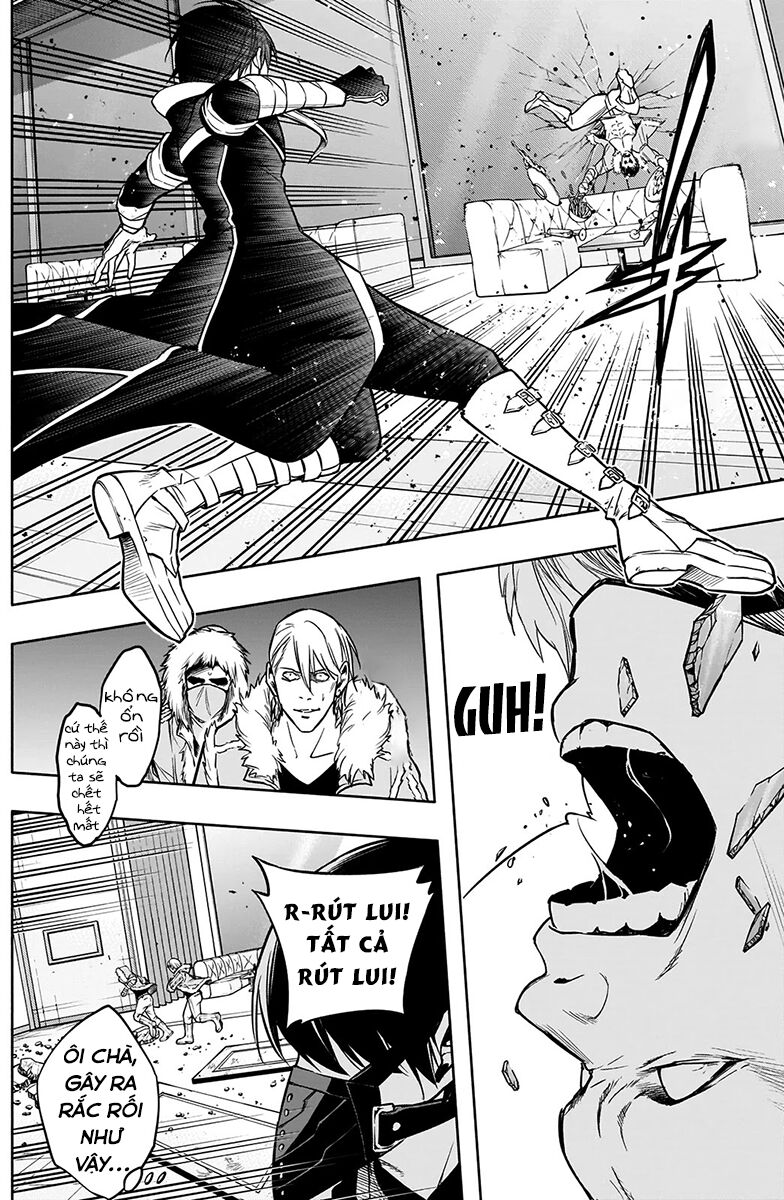 GUH!
không
ổn
rồi
cứ thế
này thì
chúng
ta sẽ
chết
hết
mất
R-RÚT LUI!
TẤT CẢ
RÚT LUI!
ÔI CHÀ,
GÂY RA
RẮC RỐI
NHƯ
VẬY...